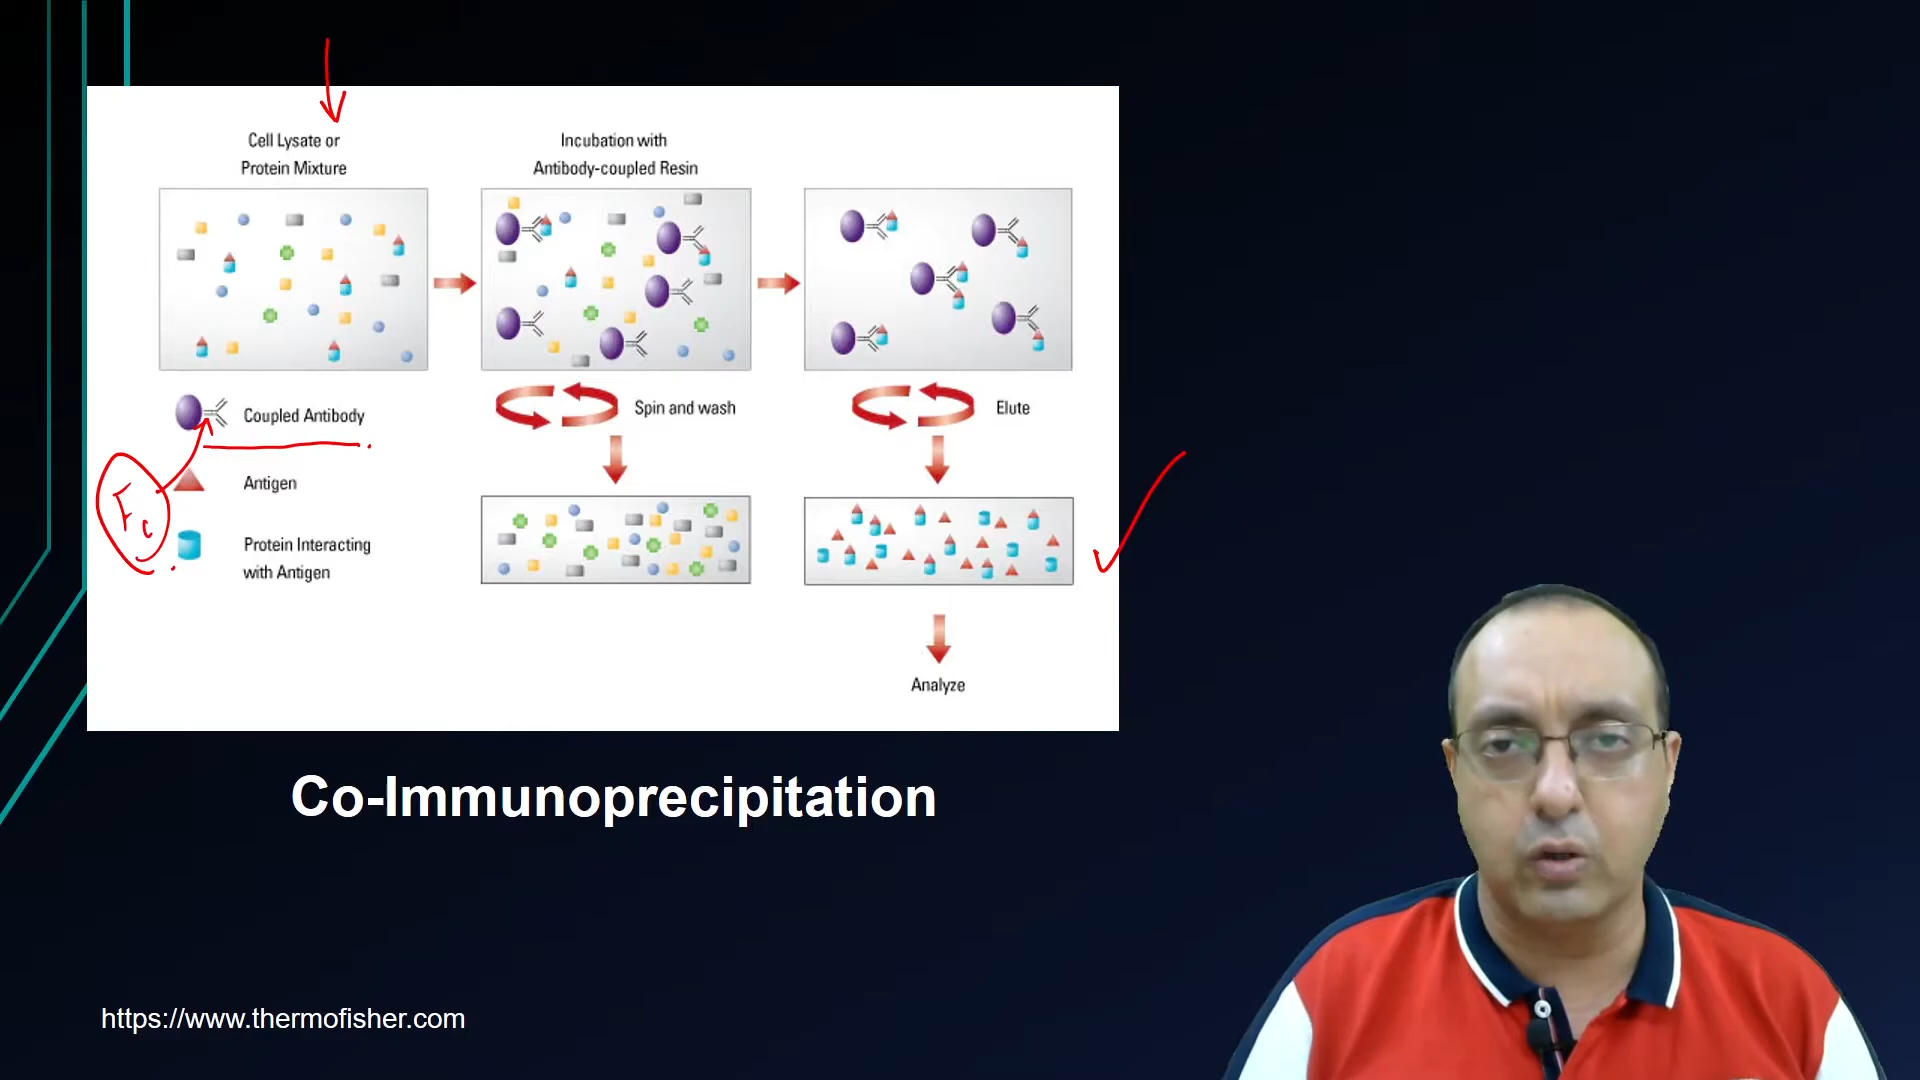 Cell Lysate or
Protein Mixture
Incubation with
Antibody-coupled Resin
Coupled Antibody
Spin and wash
Elute
Antigen
Fc
Protein Interacting
with Antigen
Analyze
Co-Immunoprecipitation
https://www.thermofisher.com